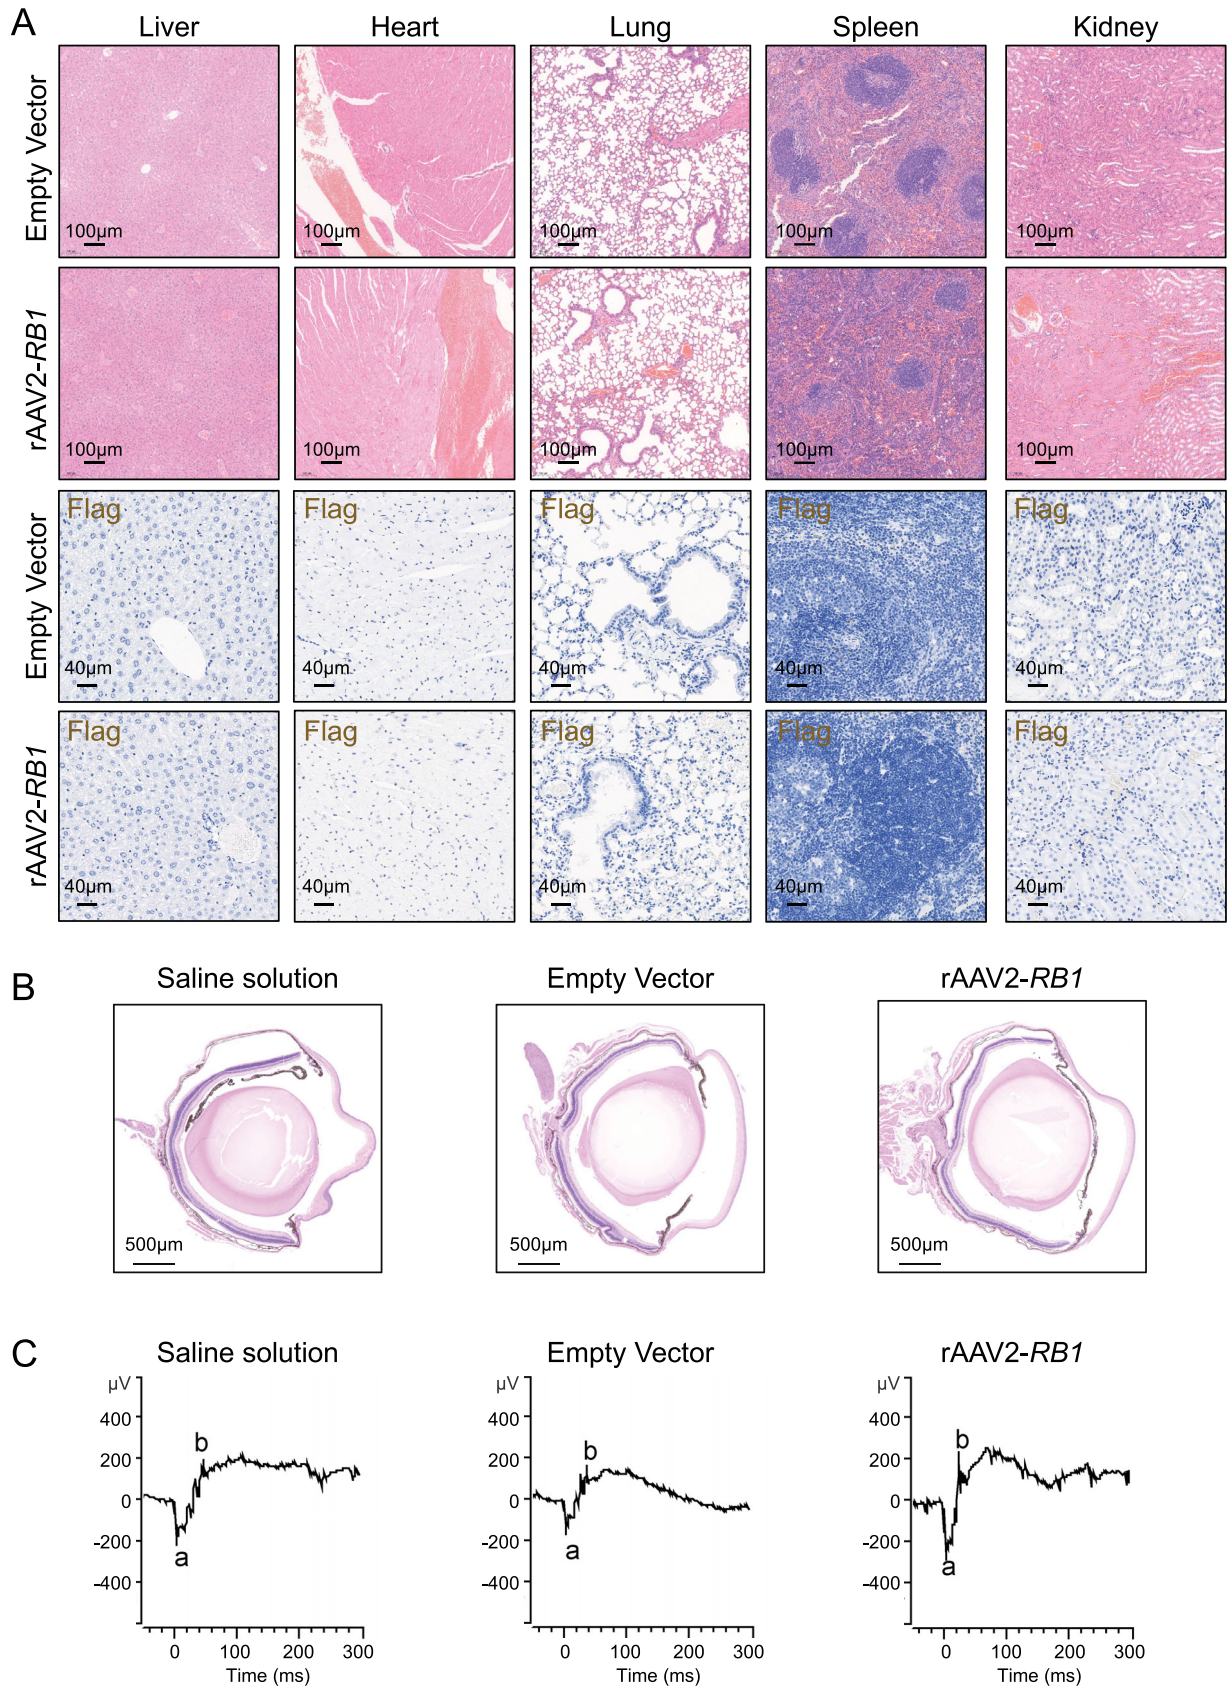 A
Liver Heart Lung Spleen Kidney
Empty Vector
100µm 100µm 100µm 100µm 100µm
rAAV2-RB1
100µm 100µm 100µm 100µm 100µm
Empty Vector
Flag Flag Flag Flag Flag
40µm 40µm 40µm 40µm 40µm
rAAV2-RB1
Flag Flag Flag Flag Flag
40µm 40µm 40µm 40µm 40µm
B
Saline solution Empty Vector rAAV2-RB1
500µm 500µm 500µm
C
Saline solution Empty Vector rAAV2-RB1
µV µV µV
400 400 400
b b b
200 200 200
0 0 0
-200 -200 -200
a a a
-400 -400 -400
0 100 200 300 0 100 200 300 0 100 200 300
Time (ms) Time (ms) Time (ms)